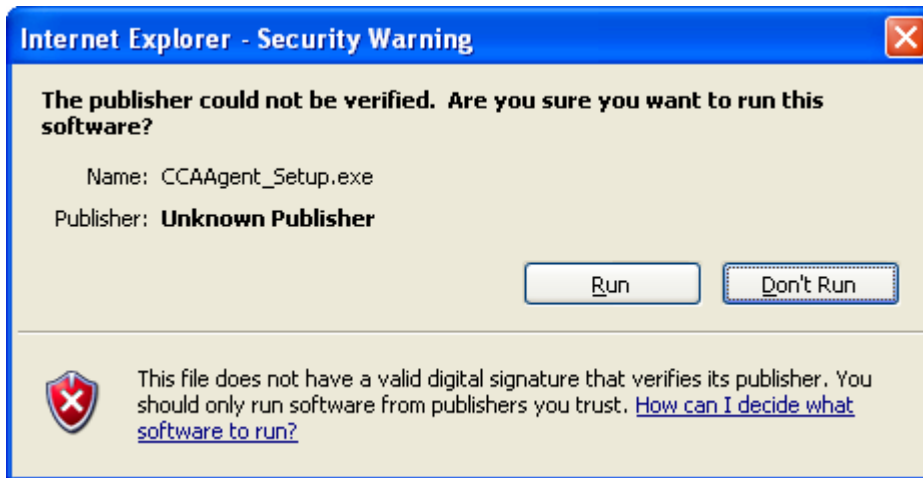 Internet Explorer - Security Warning
The publisher could not be verified.  Are you sure you want to run this
software?
Name: CCAAgent_Setup.exe
Publisher: Unknown Publisher
Run
Don't Run
This file does not have a valid digital signature that verifies its publisher. You
should only run software from publishers you trust. How can I decide what
software to run?